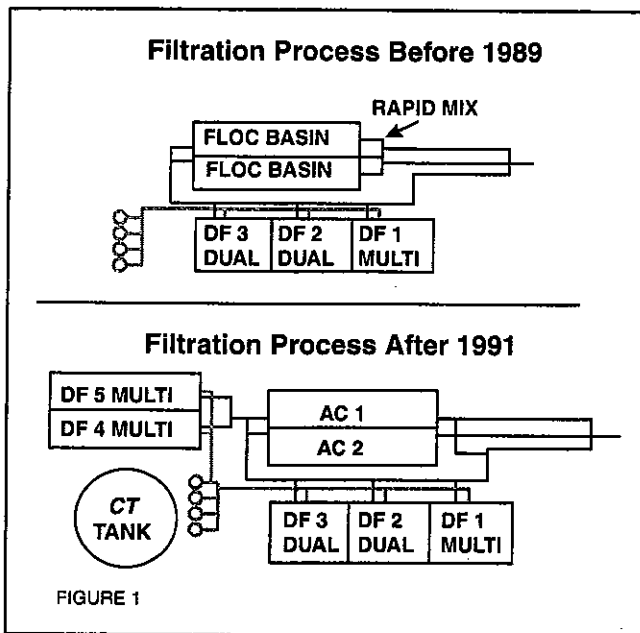 Filtration Process Before 1989
RAPID MIX
FLOC BASIN
FLOC BASIN
DF 3 DUAL
DF 2 DUAL
DF 1 MULTI
Filtration Process After 1991
DF 5 MULTI
DF 4 MULTI
AC 1
AC 2
CT TANK
DF 3 DUAL
DF 2 DUAL
DF 1 MULTI
FIGURE 1